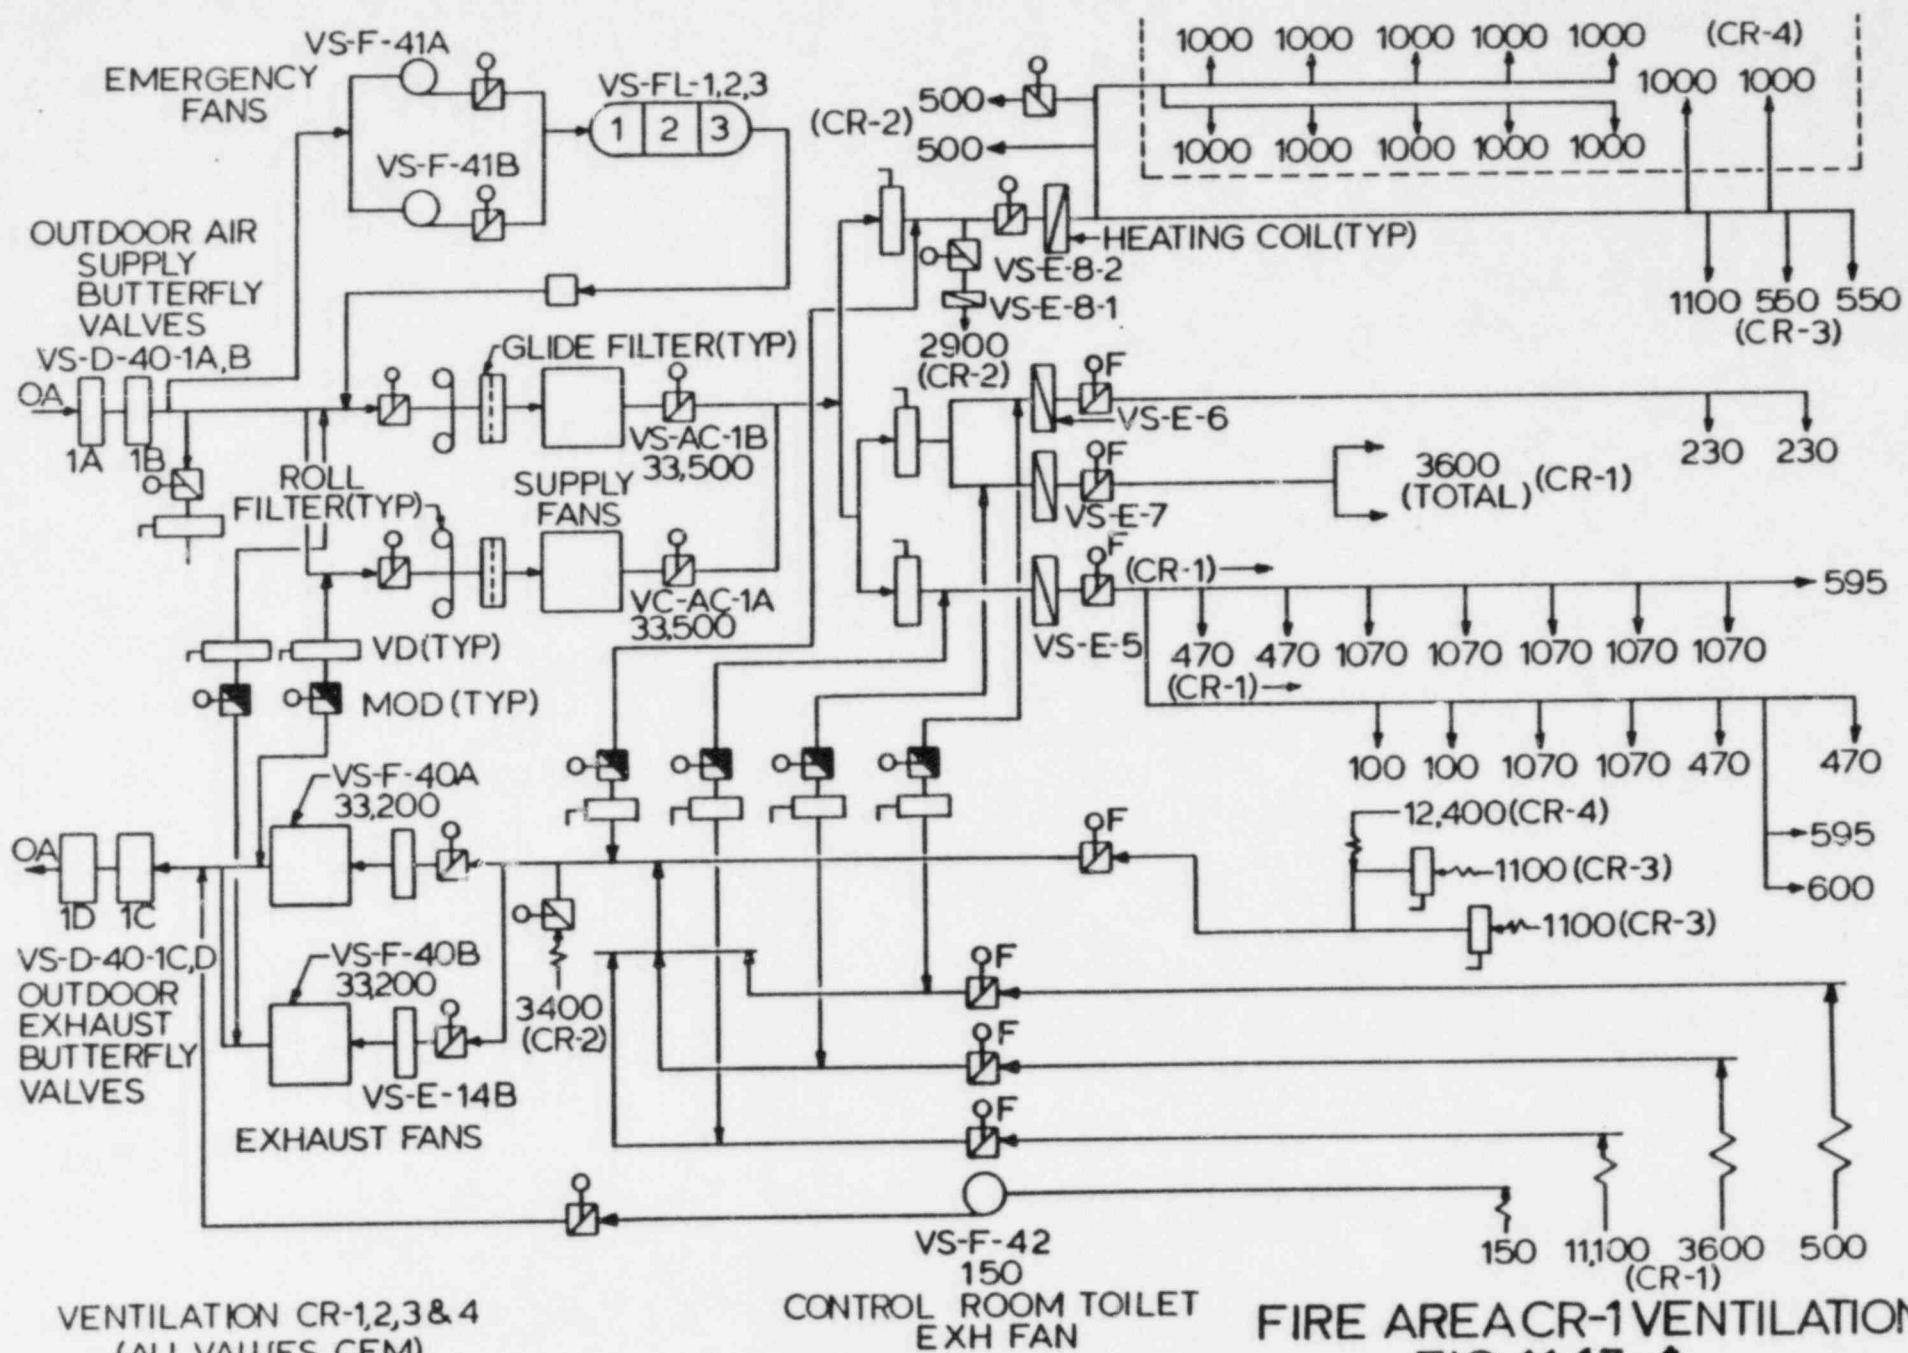 VS-F-41A
EMERGENCY
FANS
VS-FL-1,2,3
1 2 3
VS-F-41B
(CR-2)
500
500
1000 1000 1000 1000 1000
(CR-4)
1000 1000
1000 1000 1000 1000 1000
OUTDOOR AIR
SUPPLY
BUTTERFLY
VALVES
VS-D-40-1A,B
HEATING COIL(TYP)
VS-E-8-2
VS-E-8-1
2900
(CR-2)
1100 550 550
(CR-3)
GLIDE FILTER(TYP)
OA
1A 1B
VS-AC-1B
33,500
VS-E-6
230 230
ROLL
FILTER(TYP)
SUPPLY
FANS
F
F
F
3600
(TOTAL)
(CR-1)
VS-E-7
VC-AC-1A
33,500
(CR-1)
595
VS-E-5
470 470 1070 1070 1070 1070 1070
(CR-1)
VD(TYP)
MOD(TYP)
100 100 1070 1070 470 470
VS-F-40A
33,200
12,400(CR-4)
F
595
1100(CR-3)
600
1100(CR-3)
OA
1D 1C
VS-D-40-1C,D
OUTDOOR
EXHAUST
BUTTERFLY
VALVES
VS-F-40B
33,200
3400
(CR-2)
F
F
F
VS-E-14B
EXHAUST FANS
VS-F-42
150
CONTROL ROOM TOILET
EXH FAN
150 11,100 3600 500
(CR-1)
VENTILATION CR-1,2,3&4
(ALL VALUES CFM)
FIRE AREA CR-1 VENTILATION